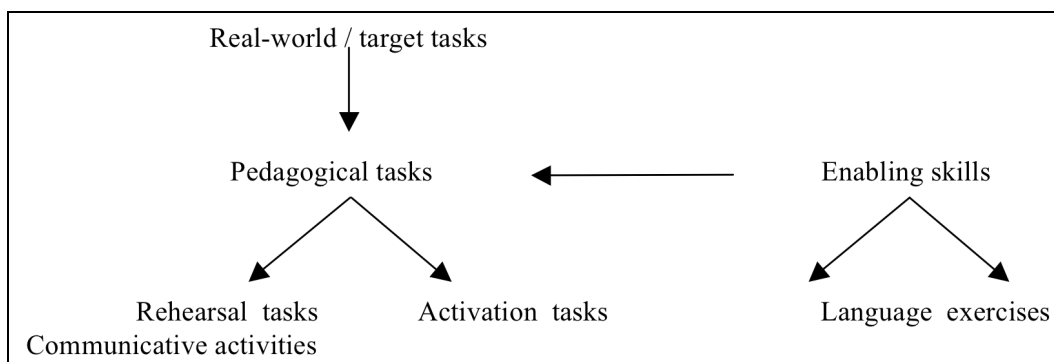 Real-world / target tasks
Pedagogical tasks Enabling skills
Rehearsal tasks Activation tasks Language exercises
Communicative activities